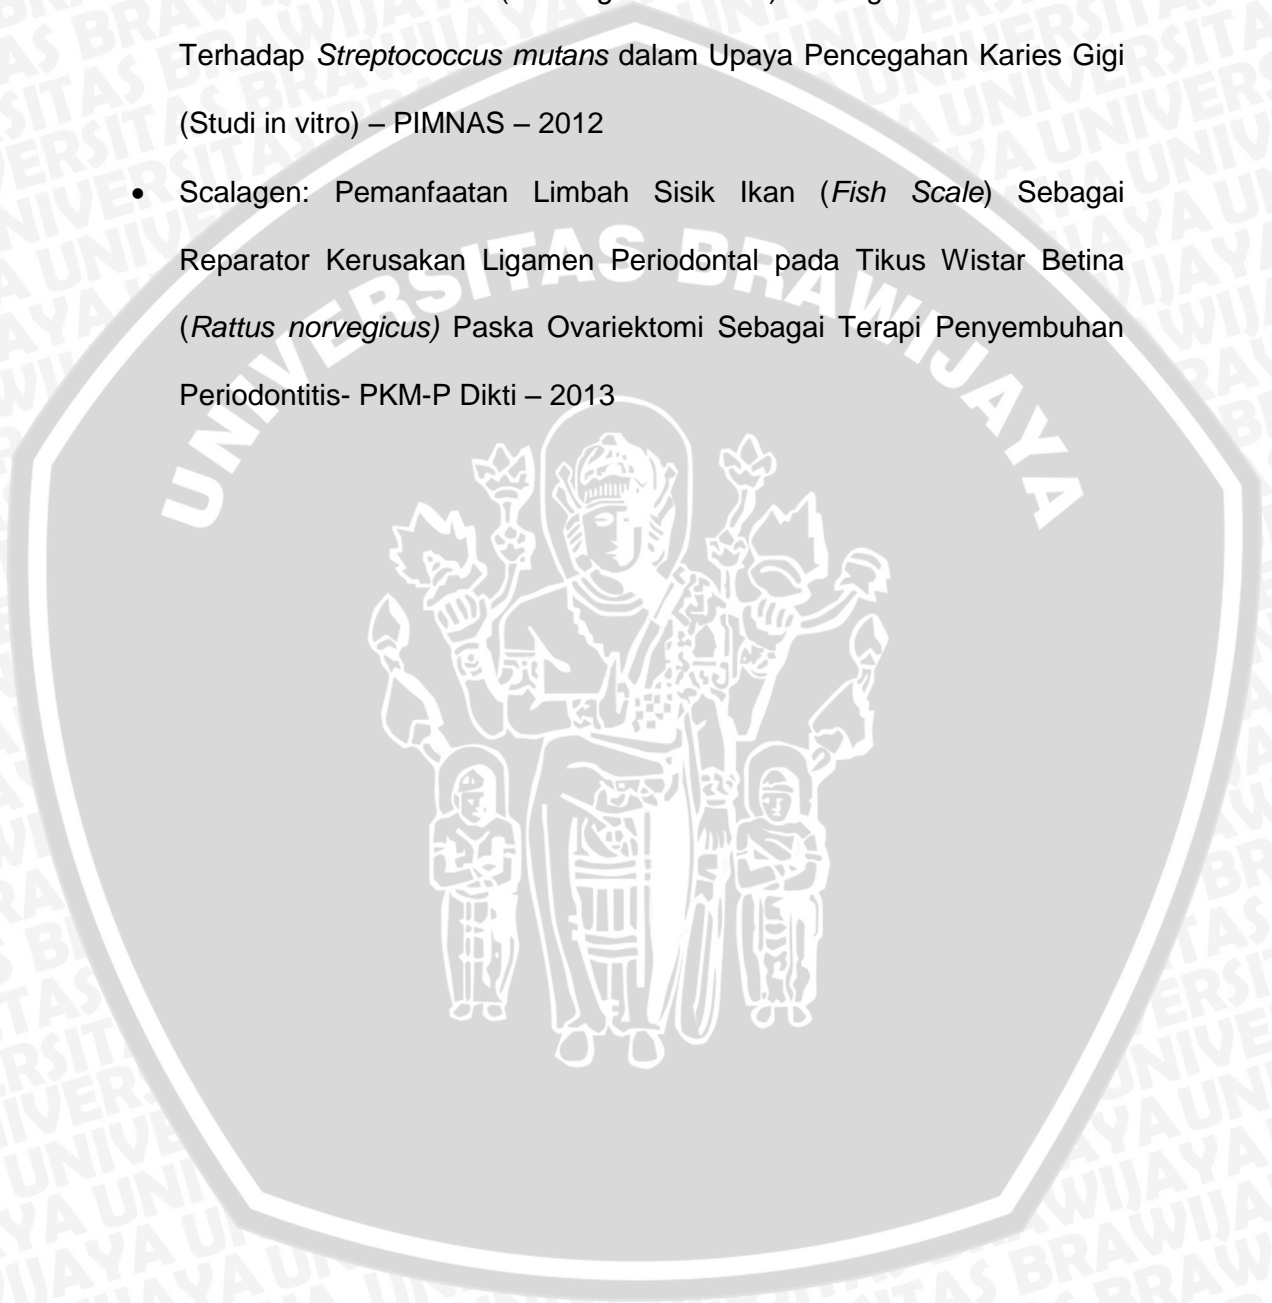 Terhadap Streptococcus mutans dalam Upaya Pencegahan Karies Gigi
(Studi in vitro) – PIMNAS – 2012
• Scalagen: Pemanfaatan Limbah Sisik Ikan (Fish Scale) Sebagai
Reparator Kerusakan Ligamen Periodontal pada Tikus Wistar Betina
(Rattus norvegicus) Paska Ovariektomi Sebagai Terapi Penyembuhan
Periodontitis- PKM-P Dikti – 2013
UNIVERSITAS BRAWIJAYA